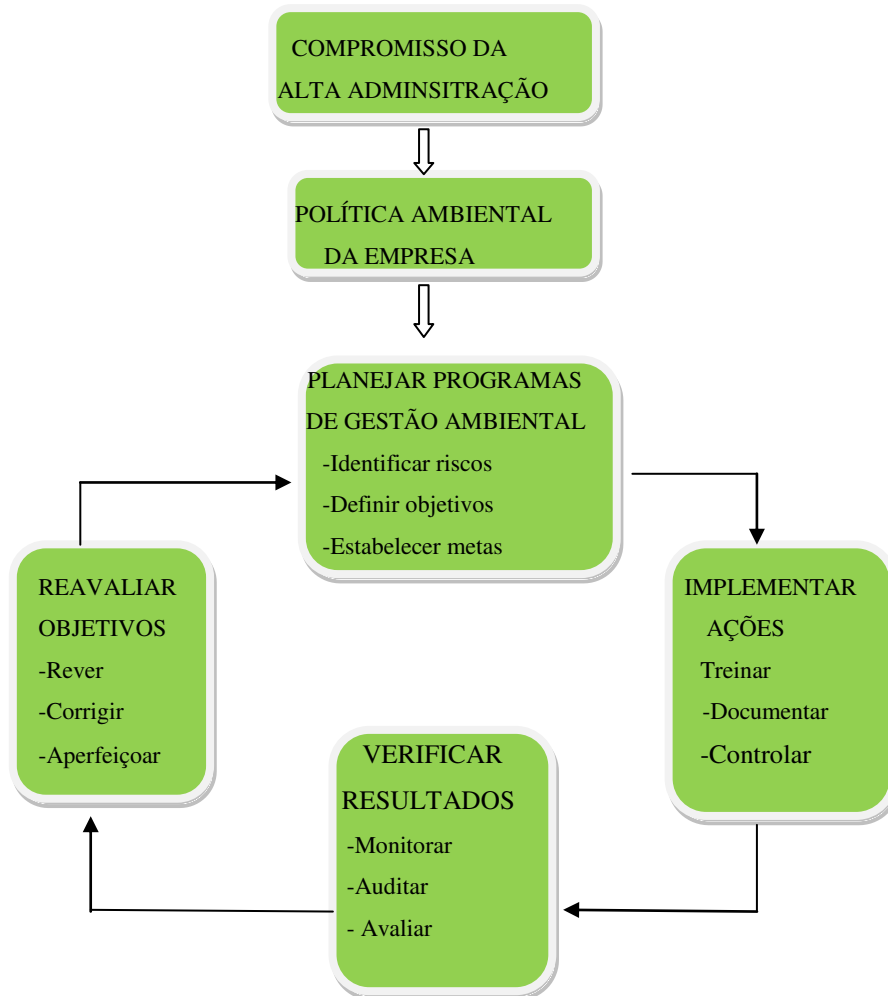 COMPROMISSO DA
ALTA ADMINSITRAÇÃO
POLÍTICA AMBIENTAL
DA EMPRESA
PLANEJAR PROGRAMAS
DE GESTÃO AMBIENTAL
-Identificar riscos
-Definir objetivos
-Estabelecer metas
IMPLEMENTAR
AÇÕES
Treinar
-Documentar
-Controlar
VERIFICAR
RESULTADOS
-Monitorar
-Auditar
- Avaliar
REAVALIAR
OBJETIVOS
-Rever
-Corrigir
-Aperfeiçoar